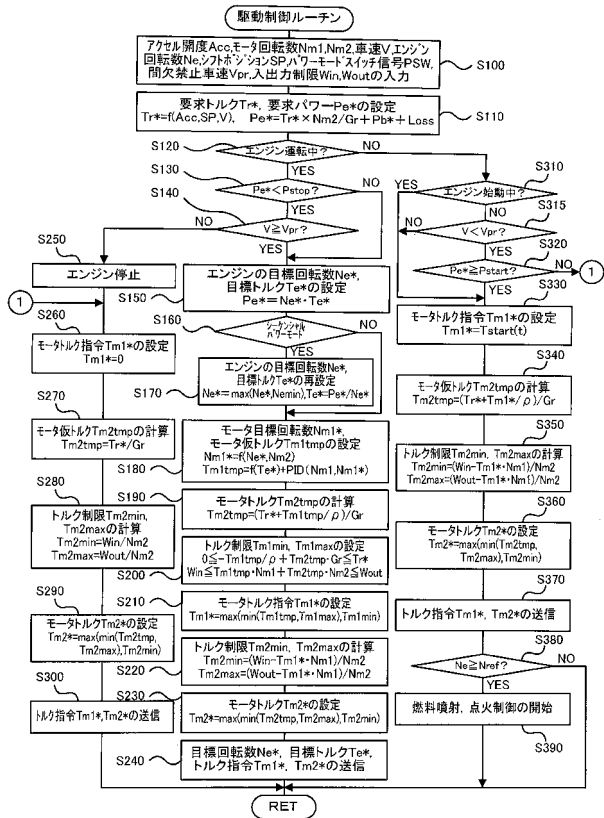 駆動制御ルーチン
アクセル開度Acc,モータ回転数Nm1,Nm2,車速V,エンジン
回転数Ne,シフトポジションSP,パワーモードスイッチ信号PSW,
間欠禁止車速Vpr,入出力制限Win,Woutの入力
S100
要求トルクTr*, 要求パワーPe*の設定
Tr*=f(Acc,SP,V), Pe*=Tr*×Nm2/Gr+Pb*+Loss
S110
S120
エンジン運転中?
NO
YES
S130
Pe*<Pstop?
NO
YES
S140
V≧Vpr?
NO
YES
S310
エンジン始動中?
YES
NO
S315
V<Vpr?
NO
YES
S320
Pe*≧Pstart?
NO
1
YES
S250
エンジン停止
1
S150
エンジンの目標回転数Ne*,
目標トルクTe*の設定
Pe*=Ne*・Te*
S160
シーケンシャル
パワーモード
NO
YES
S170
エンジンの目標回転数Ne*,
目標トルクTe*の再設定
Ne*=max(Ne*,Nemin),Te*=Pe*/Ne*
S180
モータ目標回転数Nm1*,
モータ仮トルクTm1tmpの設定
Nm1*=f(Ne*,Nm2)
Tm1tmp=f(Te*)+PID(Nm1,Nm1*)
S190
モータトルクTm2tmpの計算
Tm2tmp=(Tr*+Tm1tmp/ρ)/Gr
S200
トルク制限Tm1min, Tm1maxの設定
0≦-Tm1tmp/ρ+Tm2tmp・Gr≦Tr*
Win≦Tm1tmp・Nm1+Tm2tmp・Nm2≦Wout
S210
モータトルク指令Tm1*の設定
Tm1*=max(min(Tm1tmp,Tm1max),Tm1min)
S220
トルク制限Tm2min, Tm2maxの計算
Tm2min=(Win-Tm1*・Nm1)/Nm2
Tm2max=(Wout-Tm1*・Nm1)/Nm2
S230
モータトルクTm2*の設定
Tm2*=max(min(Tm2tmp,Tm2max),Tm2min)
S240
目標回転数Ne*, 目標トルクTe*,
トルク指令Tm1*, Tm2*の送信
S260
モータトルク指令Tm1*の設定
Tm1*=0
S270
モータ仮トルクTm2tmpの計算
Tm2tmp=Tr*/Gr
S280
トルク制限Tm2min,
Tm2maxの計算
Tm2min=Win/Nm2
Tm2max=Wout/Nm2
S290
モータトルクTm2*の設定
Tm2*=max(min(Tm2tmp,
Tm2max),Tm2min)
S300
トルク指令Tm1*,Tm2*の送信
S330
モータトルク指令Tm1*の設定
Tm1*=Tstart(t)
S340
モータトルク指令Tm2tmpの計算
Tm2tmp=(Tr*+Tm1*/ρ)/Gr
S350
トルク制限Tm2min, Tm2maxの計算
Tm2min=(Win-Tm1*・Nm1)/Nm2
Tm2max=(Wout-Tm1*・Nm1)/Nm2
S360
モータトルクTm2*の設定
Tm2*=max(min(Tm2tmp,
Tm2max),Tm2min)
S370
トルク指令Tm1*, Tm2*の送信
S380
Ne≧Nref?
NO
YES
燃料噴射, 点火制御の開始
S390
RET